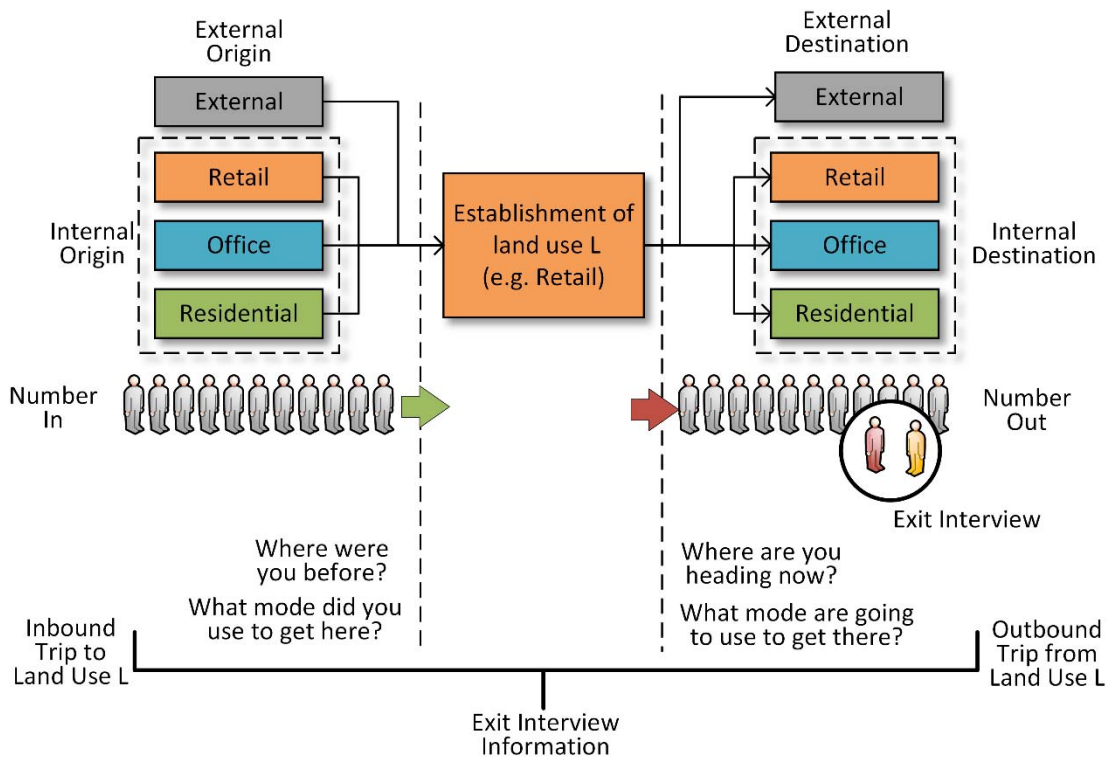 External
Origin
External
Retail
Office
Residential
Internal
Origin
Establishment of
land use L
(e.g. Retail)
External
Destination
External
Retail
Office
Residential
Internal
Destination
Number
In
Number
Out
Exit Interview
Where were
you before?
What mode did you
use to get here?
Where are you
heading now?
What mode are going
to use to get there?
Inbound
Trip to
Land Use L
Outbound
Trip from
Land Use L
Exit Interview
Information